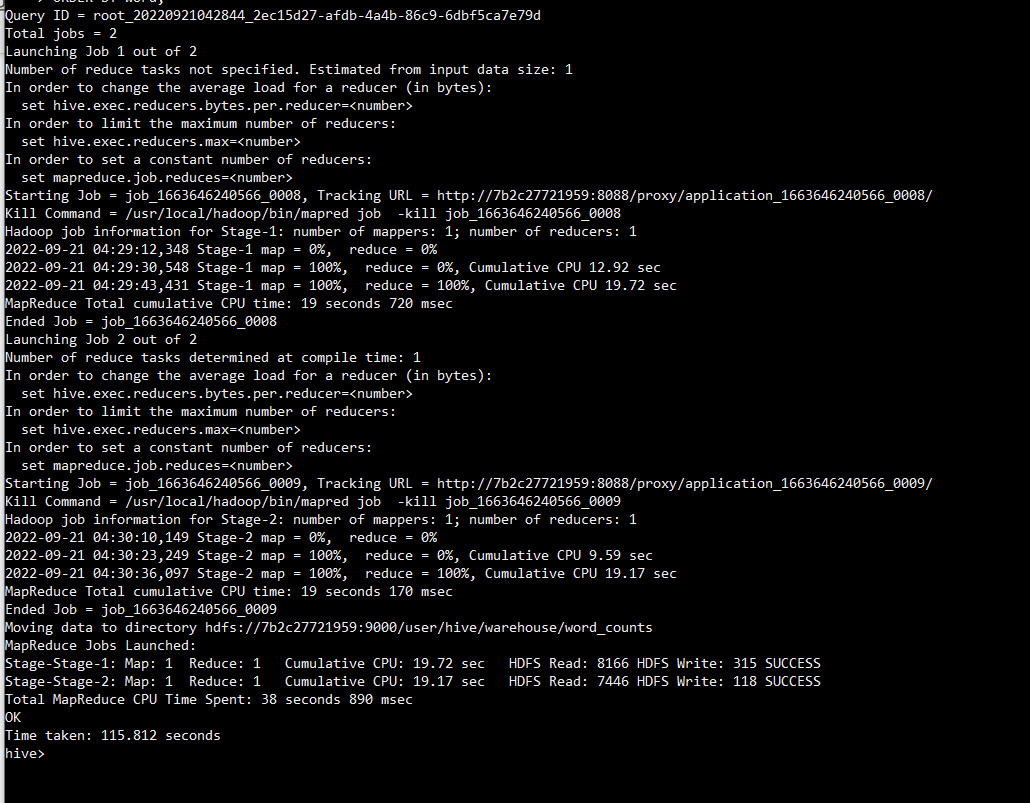 > ORDER BY word;
Query ID = root_20220921042844_2ec15d27-afdb-4a4b-86c9-6dbf5ca7e79d
Total jobs = 2
Launching Job 1 out of 2
Number of reduce tasks not specified. Estimated from input data size: 1
In order to change the average load for a reducer (in bytes):
  set hive.exec.reducers.bytes.per.reducer=<number>
In order to limit the maximum number of reducers:
  set hive.exec.reducers.max=<number>
In order to set a constant number of reducers:
  set mapreduce.job.reduces=<number>
Starting Job = job_1663646240566_0008, Tracking URL = http://7b2c27721959:8088/proxy/application_1663646240566_0008/
Kill Command = /usr/local/hadoop/bin/mapred job  -kill job_1663646240566_0008
Hadoop job information for Stage-1: number of mappers: 1; number of reducers: 1
2022-09-21 04:29:12,348 Stage-1 map = 0%,  reduce = 0%
2022-09-21 04:29:30,548 Stage-1 map = 100%,  reduce = 0%, Cumulative CPU 12.92 sec
2022-09-21 04:29:43,431 Stage-1 map = 100%,  reduce = 100%, Cumulative CPU 19.72 sec
MapReduce Total cumulative CPU time: 19 seconds 720 msec
Ended Job = job_1663646240566_0008
Launching Job 2 out of 2
Number of reduce tasks determined at compile time: 1
In order to change the average load for a reducer (in bytes):
  set hive.exec.reducers.bytes.per.reducer=<number>
In order to limit the maximum number of reducers:
  set hive.exec.reducers.max=<number>
In order to set a constant number of reducers:
  set mapreduce.job.reduces=<number>
Starting Job = job_1663646240566_0009, Tracking URL = http://7b2c27721959:8088/proxy/application_1663646240566_0009/
Kill Command = /usr/local/hadoop/bin/mapred job  -kill job_1663646240566_0009
Hadoop job information for Stage-2: number of mappers: 1; number of reducers: 1
2022-09-21 04:30:10,149 Stage-2 map = 0%,  reduce = 0%
2022-09-21 04:30:23,249 Stage-2 map = 100%,  reduce = 0%, Cumulative CPU 9.59 sec
2022-09-21 04:30:36,097 Stage-2 map = 100%,  reduce = 100%, Cumulative CPU 19.17 sec
MapReduce Total cumulative CPU time: 19 seconds 170 msec
Ended Job = job_1663646240566_0009
Moving data to directory hdfs://7b2c27721959:9000/user/hive/warehouse/word_counts
MapReduce Jobs Launched:
Stage-Stage-1: Map: 1  Reduce: 1   Cumulative CPU: 19.72 sec   HDFS Read: 8166 HDFS Write: 315 SUCCESS
Stage-Stage-2: Map: 1  Reduce: 1   Cumulative CPU: 19.17 sec   HDFS Read: 7446 HDFS Write: 118 SUCCESS
Total MapReduce CPU Time Spent: 38 seconds 890 msec
OK
Time taken: 115.812 seconds
hive>